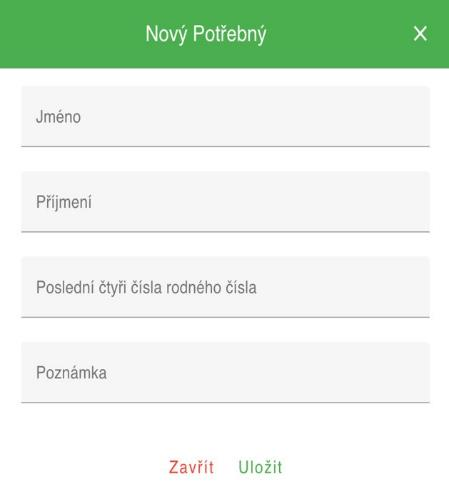 Nový Potřebný
Jméno
Příjmení
Poslední čtyři čísla rodného čísla
Poznámka
Zavřít Uložit